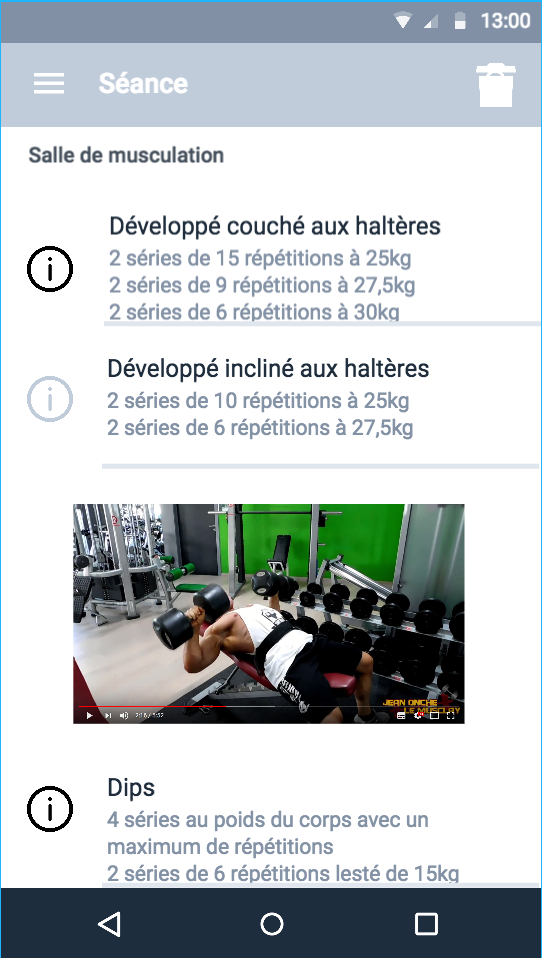 13:00
Séance
Salle de musculation
Développé couché aux haltères
2 séries de 15 répétitions à 25kg
2 séries de 9 répétitions à 27,5kg
2 séries de 6 répétitions à 30kg
Développé incliné aux haltères
2 séries de 10 répétitions à 25kg
2 séries de 6 répétitions à 27,5kg
JEAN ONCHE
LE MUSCLAY
Dips
4 séries au poids du corps avec un
maximum de répétitions
2 séries de 6 répétitions lesté de 15kg